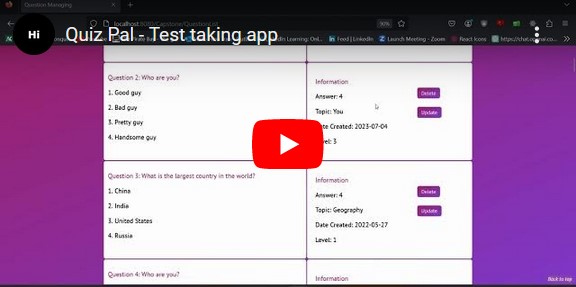 Question Managing
localhost:8080/Capstone/QuestionList
90%
Hi
Quiz Pal - Test taking app
in Feed | LinkedIn
Launch Meeting - Zoom
React Icons
https://chat.openai.co...
Question 2: Who are you?
1. Good guy
2. Bad guy
3. Pretty guy
4. Handsome guy
Information
Answer: 4
Topic: You
Date Created: 2023-07-04
Level: 3
Delete
Update
Question 3: What is the largest country in the world?
1. China
2. India
3. United States
4. Russia
Information
Answer: 4
Topic: Geography
Date Created: 2022-05-27
Level: 1
Delete
Update
Question 4: Who are you?
Information
Back to top